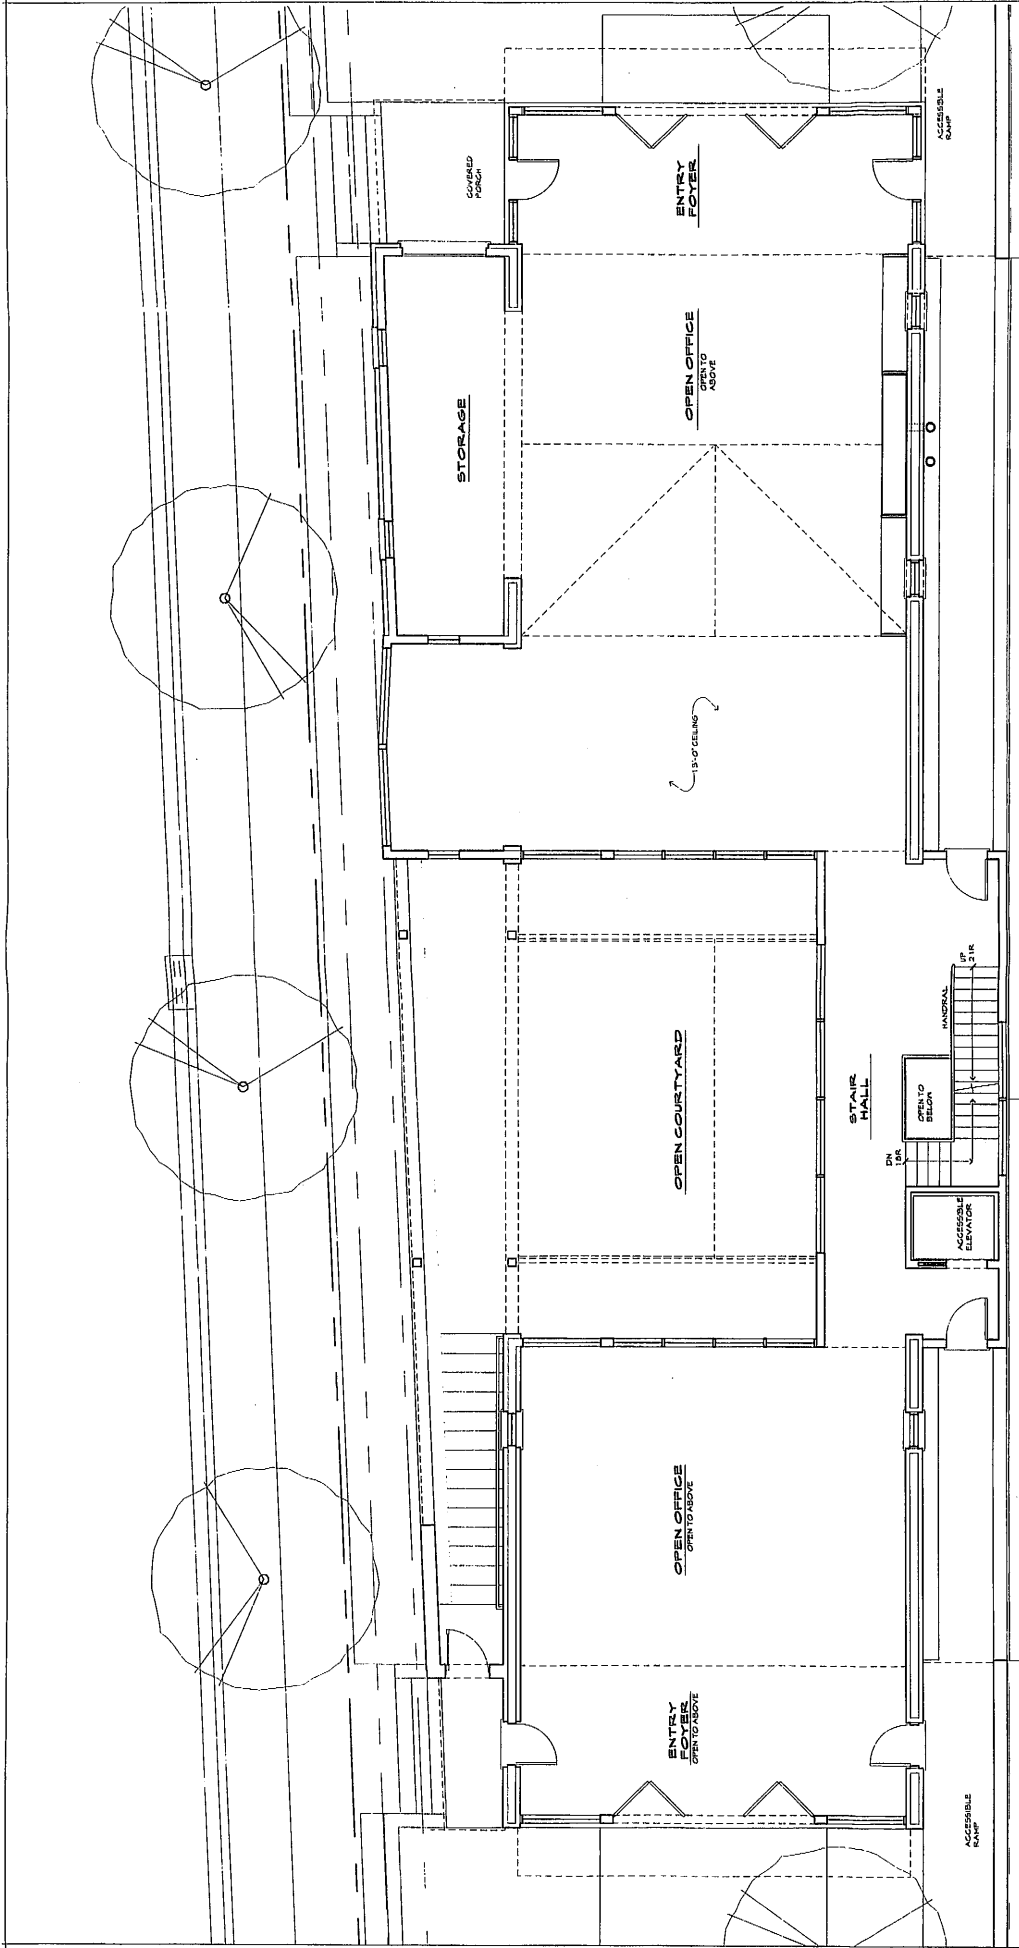 COVERED
PORCH
ENTRY
FOYER
ACCESSIBLE
RAMP
STORAGE
OPEN OFFICE
OPEN TO
ABOVE
13'-0" CEILING
OPEN COURTYARD
STAIR
HALL
HANDRAIL
UP
21R
OPEN TO
BELOW
DN
18R
ACCESSIBLE
ELEVATOR
OPEN OFFICE
OPEN TO ABOVE
ENTRY
FOYER
OPEN TO ABOVE
ACCESSIBLE
RAMP